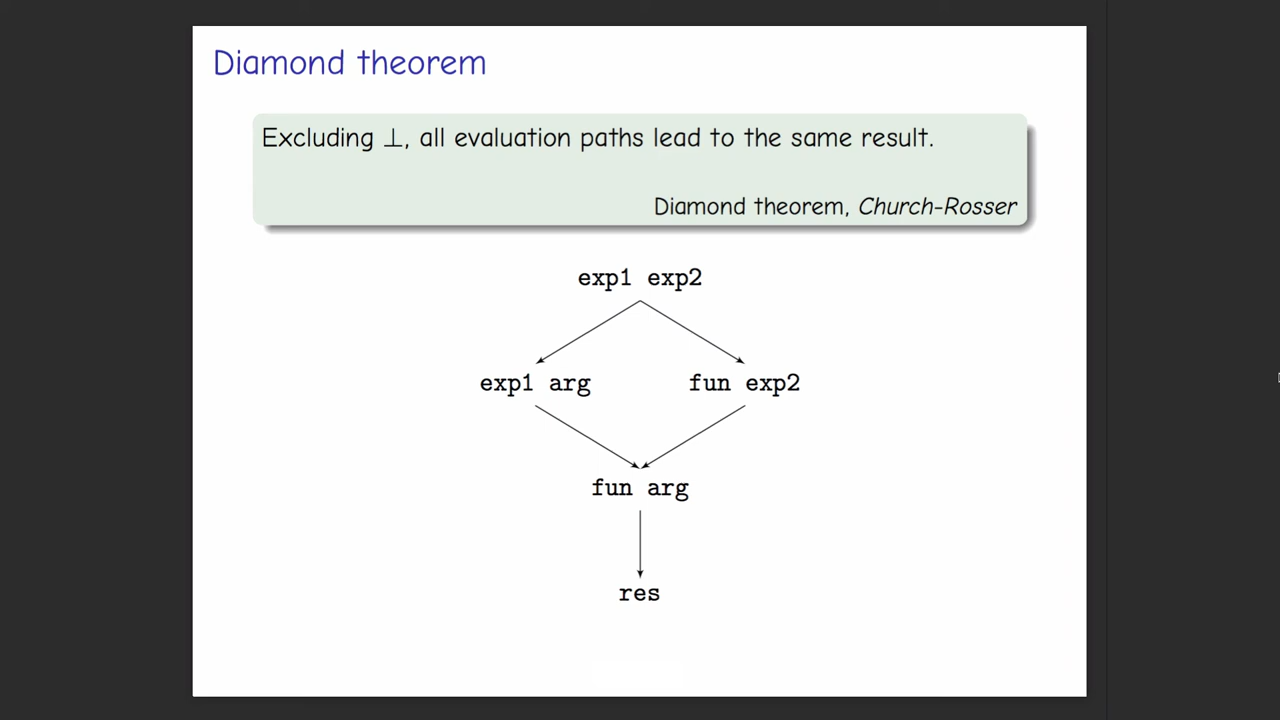 Diamond theorem
Excluding ⊥, all evaluation paths lead to the same result.
Diamond theorem, Church-Rosser
exp1 exp2
exp1 arg
fun exp2
fun arg
res